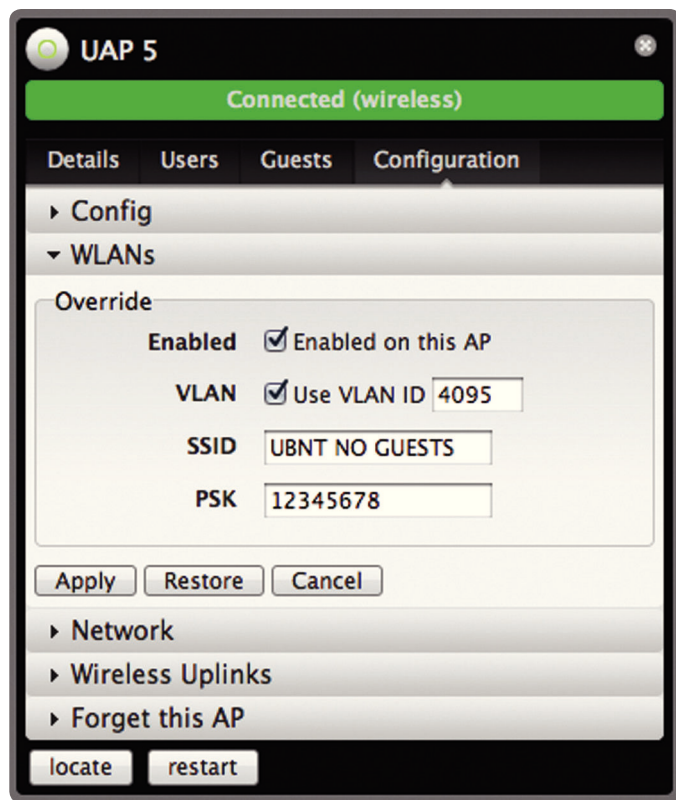 UAP 5
Connected (wireless)
Details Users Guests Configuration
Config
WLANs
Override
Enabled Enabled on this AP
VLAN Use VLAN ID 4095
SSID UBNT NO GUESTS
PSK 12345678
Apply Restore Cancel
Network
Wireless Uplinks
Forget this AP
locate restart